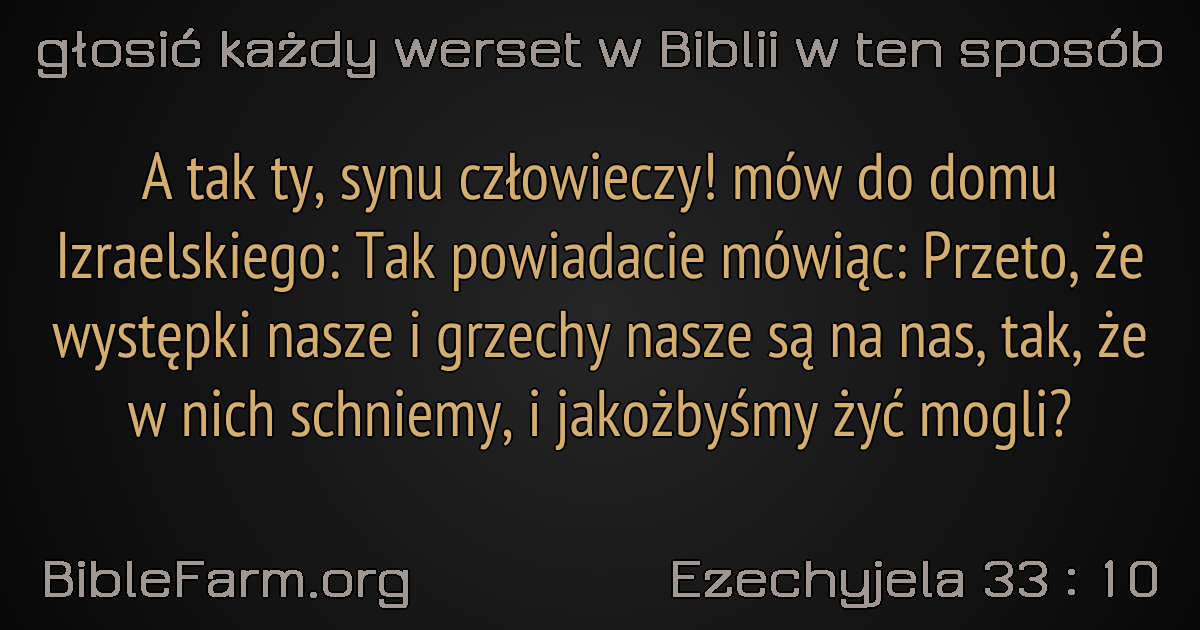 głosić każdy werset w Biblii w ten sposób
A tak ty, synu człowieczy! mów do domu
Izraelskiego: Tak powiadacie mówiąc: Przeto, że
występki nasze i grzechy nasze są na nas, tak, że
w nich schniemy, i jakożbyśmy żyć mogli?
BibleFarm.org
Ezechyjela 33 : 10